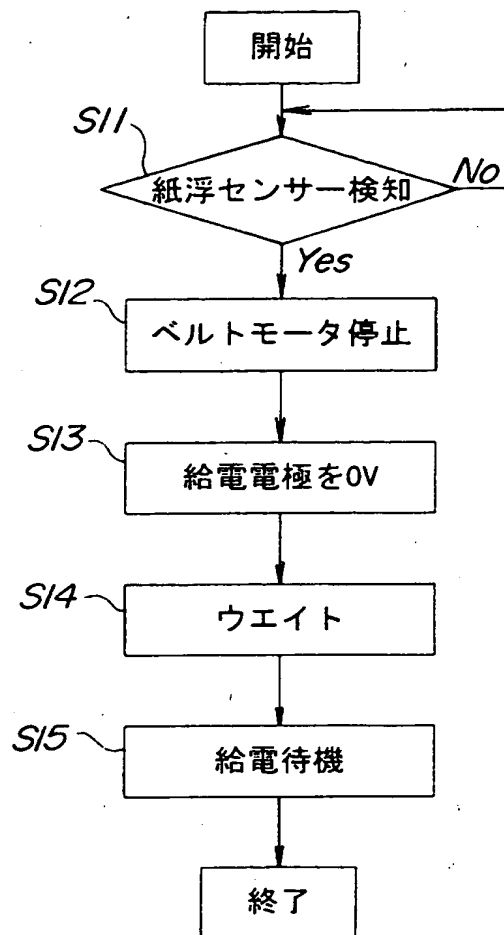 開始
S11
紙浮センサー検知
No
Yes
S12
ベルトモータ停止
S13
給電電極を0V
S14
ウエイト
S15
給電待機
終了